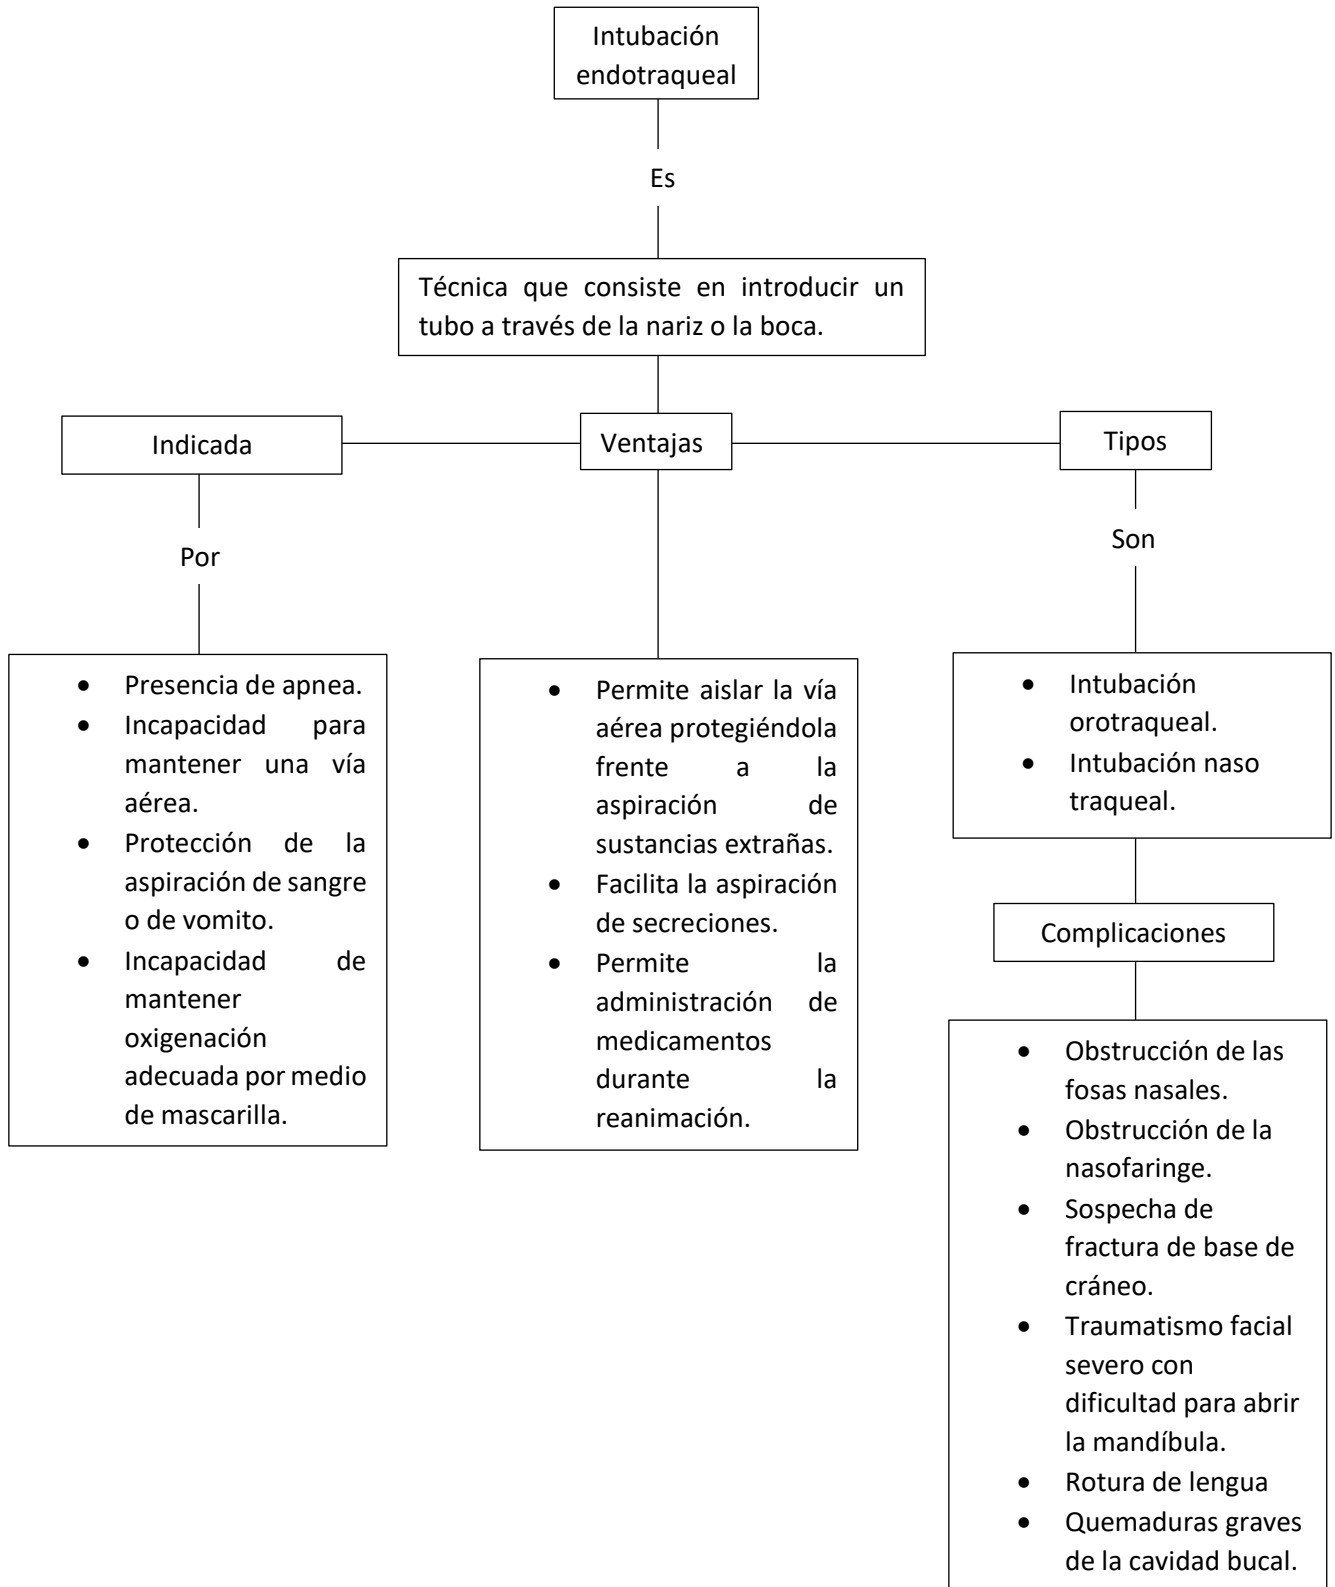 Intubación
endotraqueal
Es
Técnica que consiste en introducir un
tubo a través de la nariz o la boca.
Indicada
Ventajas
Tipos
Por
Son
• Presencia de apnea.
• Incapacidad para
mantener una vía
aérea.
• Protección de la
aspiración de sangre
o de vomito.
• Incapacidad de
mantener
oxigenación
adecuada por medio
de mascarilla.
• Permite aislar la vía
aérea protegiéndola
frente a la
aspiración de
sustancias extrañas.
• Facilita la aspiración
de secreciones.
• Permite la
administración de
medicamentos
durante la
reanimación.
• Intubación
orotraqueal.
• Intubación naso
traqueal.
Complicaciones
• Obstrucción de las
fosas nasales.
• Obstrucción de la
nasofaringe.
• Sospecha de
fractura de base de
cráneo.
• Traumatismo facial
severo con
dificultad para abrir
la mandíbula.
• Rotura de lengua
• Quemaduras graves
de la cavidad bucal.